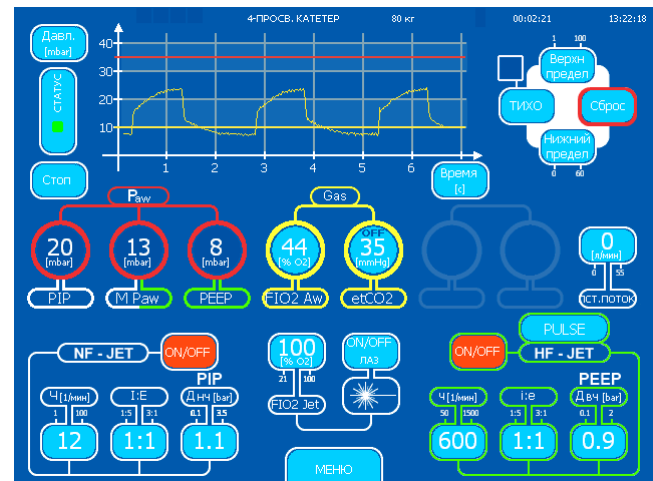 4-ПРОСВ. КАТЕТЕР 80 кг 00:02:21 13:22:18
Давл.
[mbar]
СТАТУС
Стоп
40
30
20
10
1 2 3 4 5 6
Время
[c]
1 100
Верхн
предел
ТИХО
Сброс
Нижний
предел
0 60
Paw
20
[mbar]
PIP
13
[mbar]
M Paw
8
[mbar]
PEEP
Gas
44
[% O2]
FIO2 Aw
OFF
35
[mmHg]
etCO2
0
[л/мин]
0 55
ПСТ.ПОТОК
NF - JET
ON/OFF
PIP
Ч[1/мин] I:E Днч [bar]
1 100 1:5 3:1 0.1 3.5
12 1:1 1.1
100
[% O2]
21 100
FIO2 Jet
ON/OFF
ЛАЗ
МЕНЮ
PULSE
ON/OFF
HF - JET
PEEP
Ч[1/мин] i:e Двч [bar]
50 1500 1:5 3:1 0.1 2
600 1:1 0.9